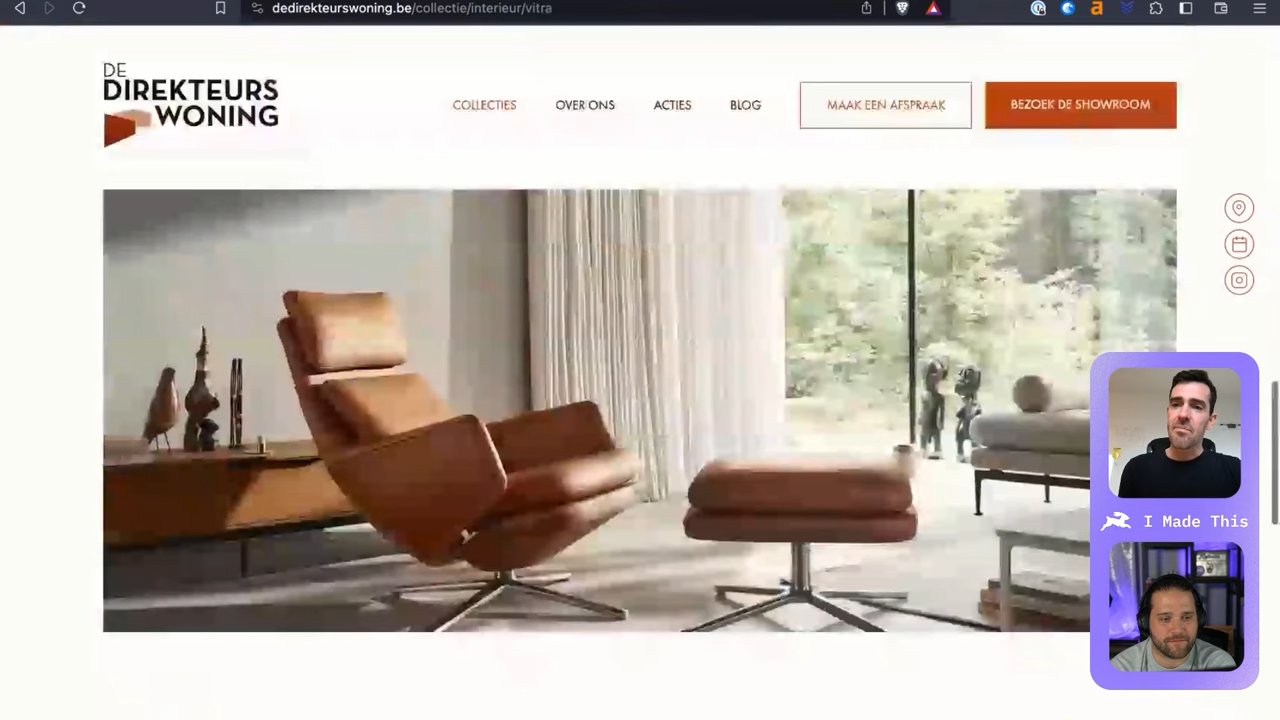 dedirekteurswoning.be/collectie/interieur/vitra
DE
DIREKTEURS
WONING
COLLECTIES
OVER ONS
ACTIES
BLOG
MAAK EEN AFSPRAAK
BEZOEK DE SHOWROOM
I Made This